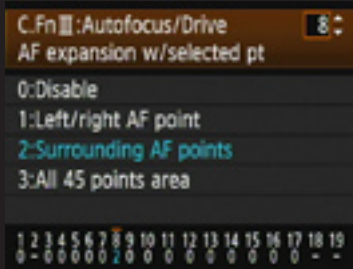 C.FnⅢ:Autofocus/Drive 8
AF expansion w/selected pt
0:Disable
1:Left/right AF point
2:Surrounding AF points
3:All 45 points area
1 2 3 4 5 6 7 8 9 10 11 12 13 14 15 16 17 18 19
0 - 0 0 0 0 0 2 0 0 0 0 0 0 0 0 0 - -